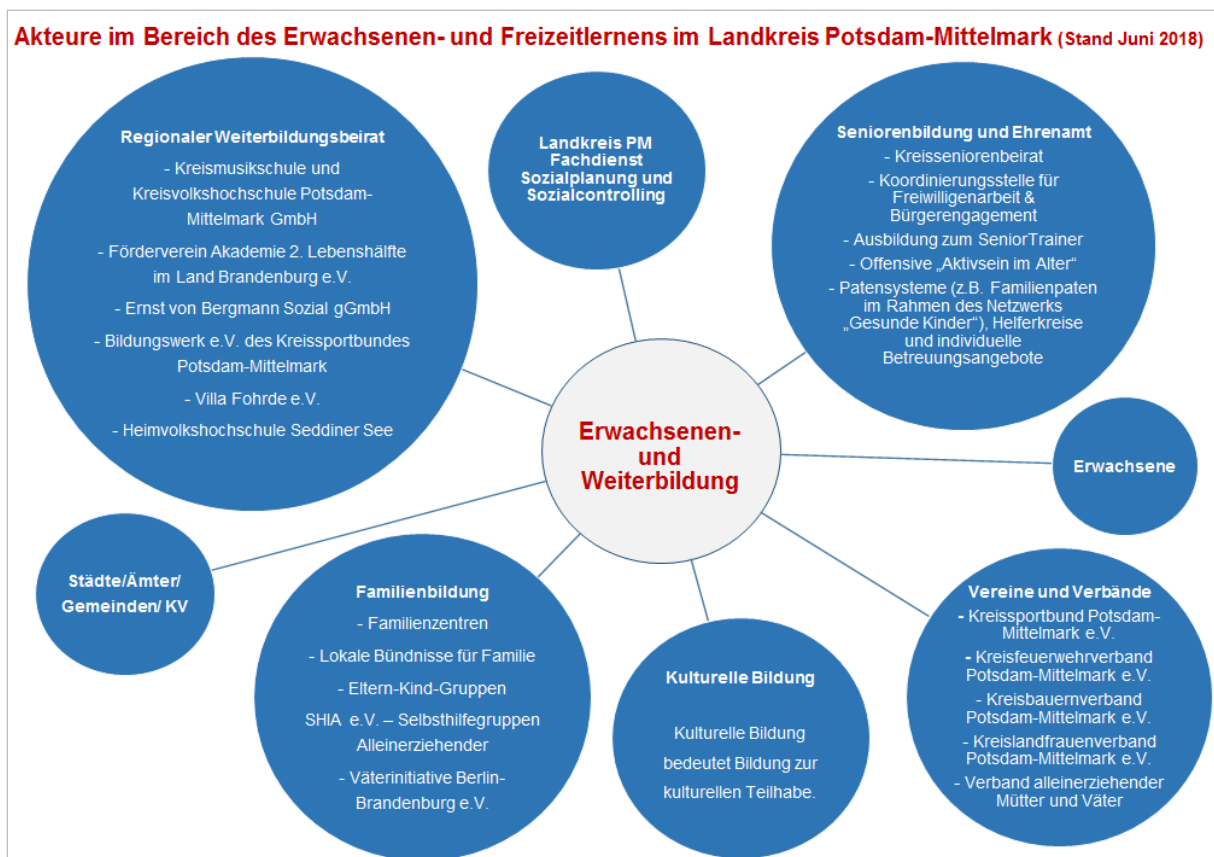 Akteure im Bereich des Erwachsenen- und Freizeitlernens im Landkreis Potsdam-Mittelmark (Stand Juni 2018)
Regionaler Weiterbildungsbeirat
- Kreismusikschule und
Kreisvolkshochschule Potsdam-
Mittelmark GmbH
- Förderverein Akademie 2. Lebenshälfte
im Land Brandenburg e.V.
- Ernst von Bergmann Sozial gGmbH
- Bildungswerk e.V. des Kreissportbundes
Potsdam-Mittelmark
- Villa Fohrde e.V.
- Heimvolkshochschule Seddiner See
Landkreis PM
Fachdienst
Sozialplanung und
Sozialcontrolling
Seniorenbildung und Ehrenamt
- Kreisseniorenbeirat
- Koordinierungsstelle für
Freiwilligenarbeit &
Bürgerengagement
- Ausbildung zum SeniorTrainer
- Offensive „Aktivsein im Alter“
- Patensysteme (z.B. Familienpaten
im Rahmen des Netzwerks
„Gesunde Kinder“), Helferkreise
und individuelle
Betreuungsangebote
Erwachsenen-
und
Weiterbildung
Erwachsene
Städte/Ämter/
Gemeinden/ KV
Familienbildung
- Familienzentren
- Lokale Bündnisse für Familie
- Eltern-Kind-Gruppen
SHIA e.V. – Selbsthilfegruppen
Alleinerziehender
- Väterinitiative Berlin-
Brandenburg e.V.
Kulturelle Bildung
Kulturelle Bildung
bedeutet Bildung zur
kulturellen Teilhabe.
Vereine und Verbände
- Kreissportbund Potsdam-
Mittelmark e.V.
- Kreisfeuerwehrverband
Potsdam-Mittelmark e.V.
- Kreisbauernverband
Potsdam-Mittelmark e.V.
- Kreislandfrauenverband
Potsdam-Mittelmark e.V.
- Verband alleinerziehender
Mütter und Väter